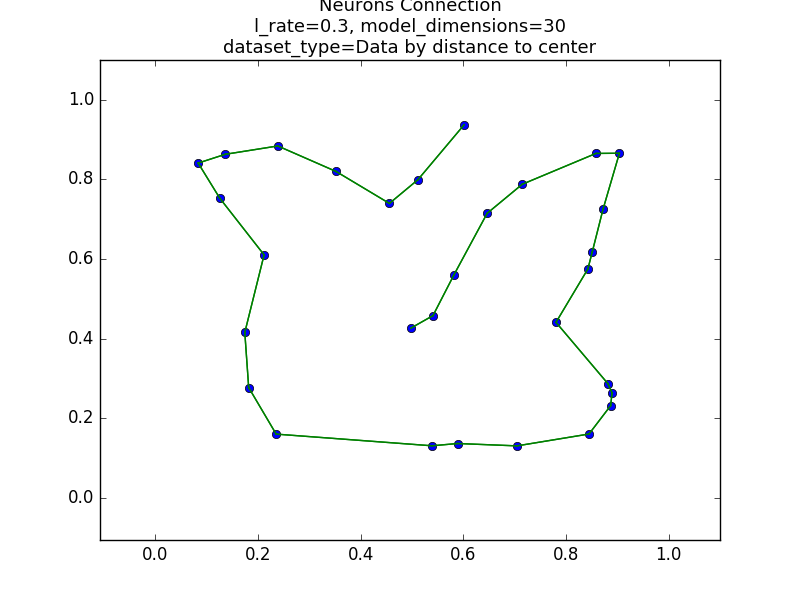 Neurons Connection
l_rate=0.3, model_dimensions=30
dataset_type=Data by distance to center
1.0
0.8
0.6
0.4
0.2
0.0
0.0 0.2 0.4 0.6 0.8 1.0